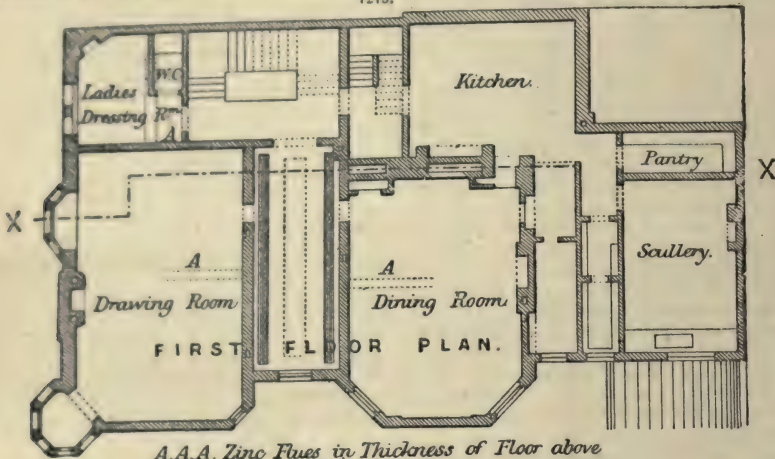 Kitchen.
W.C
Ladies
Dressing Rm
A
Pantry
X
X
A
A
Scullery.
Drawing Room
Dining Room.
FIRST FLOOR PLAN.
A.A.A. Zinc Flues in Thickness of Floor above